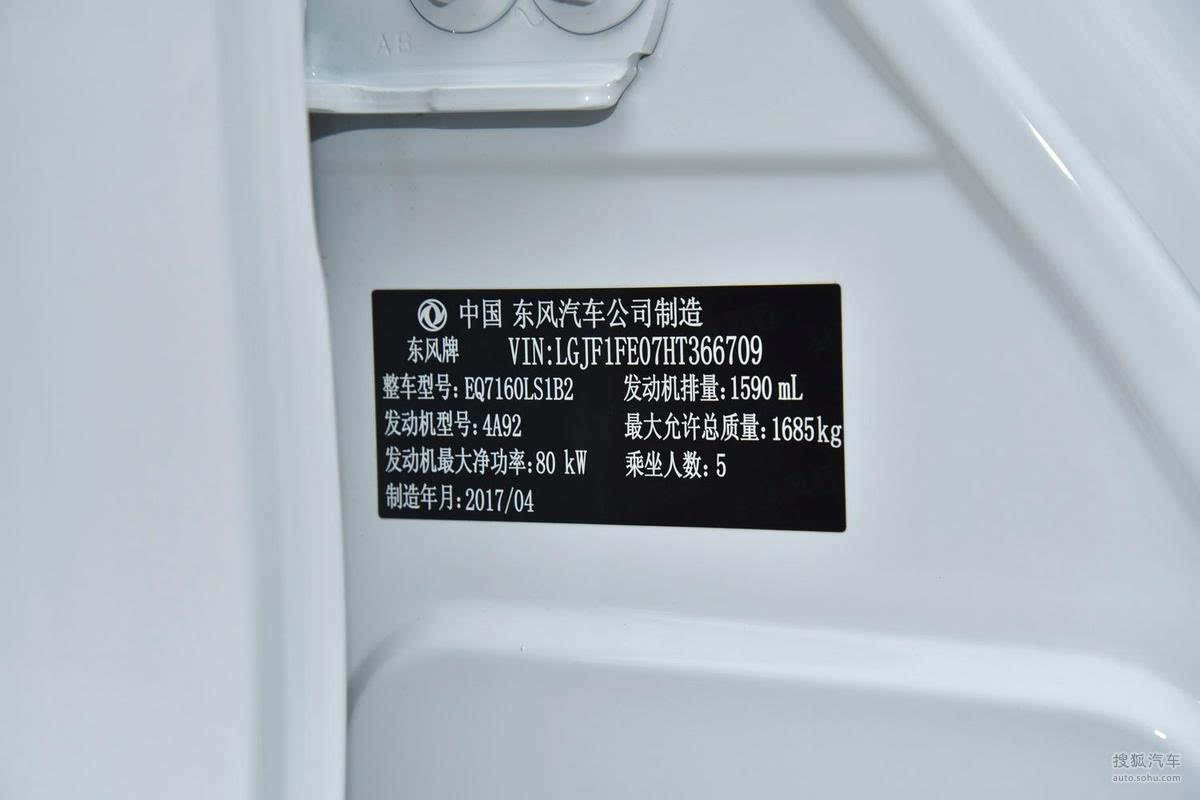 AB
中国 东风汽车公司制造
东风牌 VIN:LGJF1FE07HT366709
整车型号:EQ7160LS1B2 发动机排量:1590 mL
发动机型号:4A92 最大允许总质量:1685kg
发动机最大净功率:80 kW 乘坐人数:5
制造年月:2017/04
搜狐汽车
auto.sohu.com